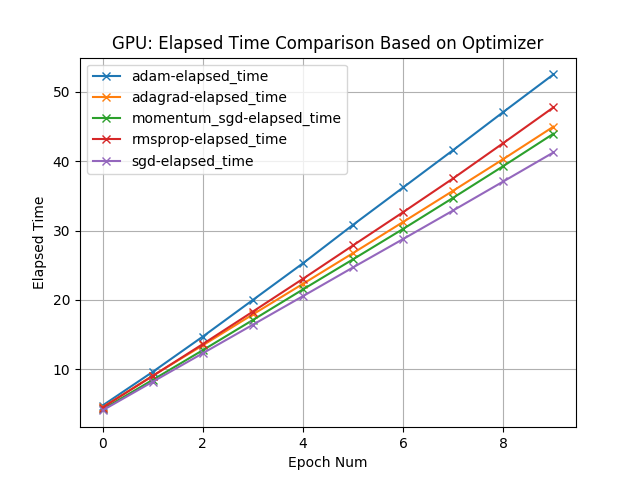 GPU: Elapsed Time Comparison Based on Optimizer
adam-elapsed_time
adagrad-elapsed_time
momentum_sgd-elapsed_time
rmsprop-elapsed_time
sgd-elapsed_time
Elapsed Time
50
40
30
20
10
0 2 4 6 8
Epoch Num